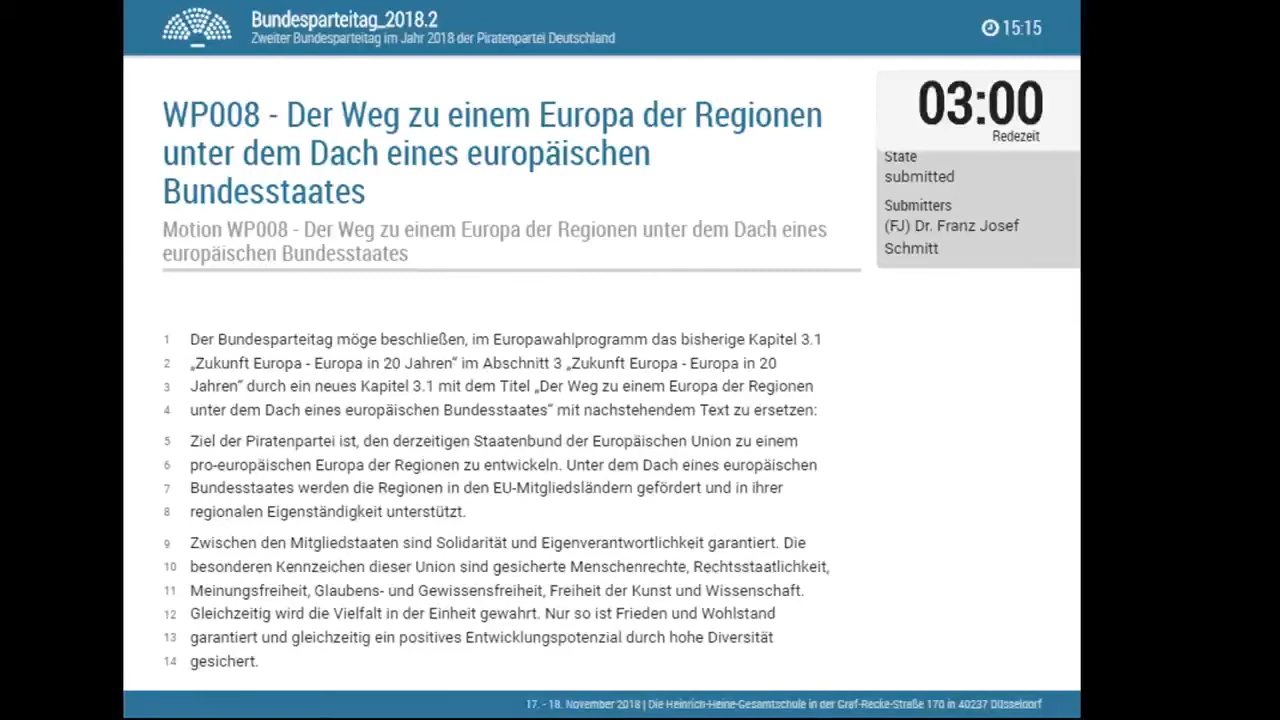 Bundesparteitag_2018.2
Zweiter Bundesparteitag im Jahr 2018 der Piratenpartei Deutschland
15:15
03:00
Redezeit
State
submitted
Submitters
(FJ) Dr. Franz Josef
Schmitt
WP008 - Der Weg zu einem Europa der Regionen
unter dem Dach eines europäischen
Bundesstaates
Motion WP008 - Der Weg zu einem Europa der Regionen unter dem Dach eines
europäischen Bundesstaates
1 Der Bundesparteitag möge beschließen, im Europawahlprogramm das bisherige Kapitel 3.1
2 „Zukunft Europa - Europa in 20 Jahren“ im Abschnitt 3 „Zukunft Europa - Europa in 20
3 Jahren“ durch ein neues Kapitel 3.1 mit dem Titel „Der Weg zu einem Europa der Regionen
4 unter dem Dach eines europäischen Bundesstaates“ mit nachstehendem Text zu ersetzen:
5 Ziel der Piratenpartei ist, den derzeitigen Staatenbund der Europäischen Union zu einem
6 pro-europäischen Europa der Regionen zu entwickeln. Unter dem Dach eines europäischen
7 Bundesstaates werden die Regionen in den EU-Mitgliedsländern gefördert und in ihrer
8 regionalen Eigenständigkeit unterstützt.
9 Zwischen den Mitgliedstaaten sind Solidarität und Eigenverantwortlichkeit garantiert. Die
10 besonderen Kennzeichen dieser Union sind gesicherte Menschenrechte, Rechtsstaatlichkeit,
11 Meinungsfreiheit, Glaubens- und Gewissensfreiheit, Freiheit der Kunst und Wissenschaft.
12 Gleichzeitig wird die Vielfalt in der Einheit gewahrt. Nur so ist Frieden und Wohlstand
13 garantiert und gleichzeitig ein positives Entwicklungspotenzial durch hohe Diversität
14 gesichert.
17. - 18. November 2018 | Die Heinrich-Heine-Gesamtschule in der Graf-Recke-Straße 170 in 40237 Düsseldorf